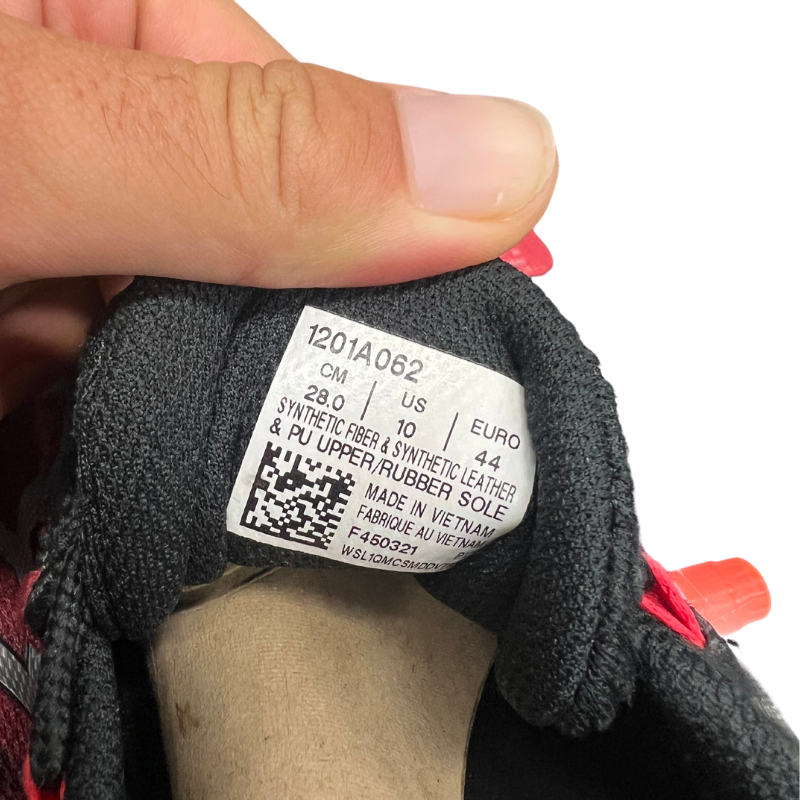 1201A062
CM | US | EURO
28.0 | 10 | 44
SYNTHETIC FIBER & SYNTHETIC LEATHER
& PU UPPER/RUBBER SOLE
MADE IN VIETNAM
FABRIQUE AU VIETNAM
F450321